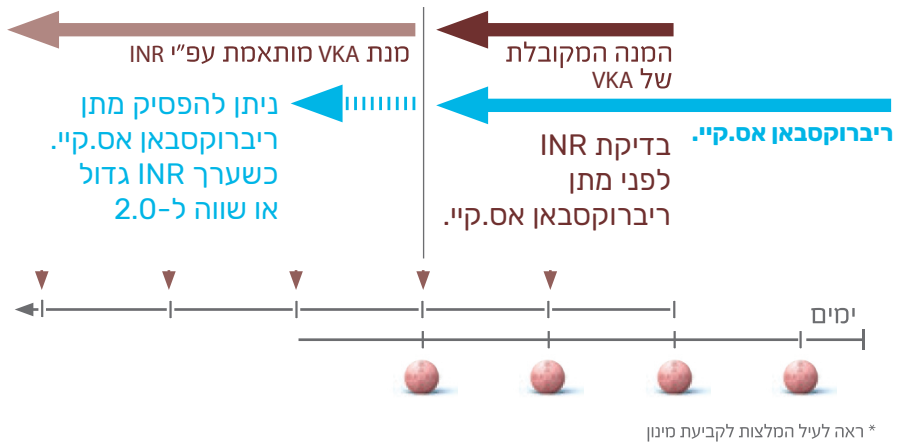 המנה המקובלת
של VKA
מנת VKA מותאמת עפ"י INR
ריברוקסבאן אס.קיי.
ניתן להפסיק מתן
ריברוקסבאן אס.קיי.
כשערך INR גדול
או שווה ל-2.0
בדיקת INR
לפני מתן
ריברוקסבאן אס.קיי.
ימים
* ראה לעיל המלצות לקביעת מינון